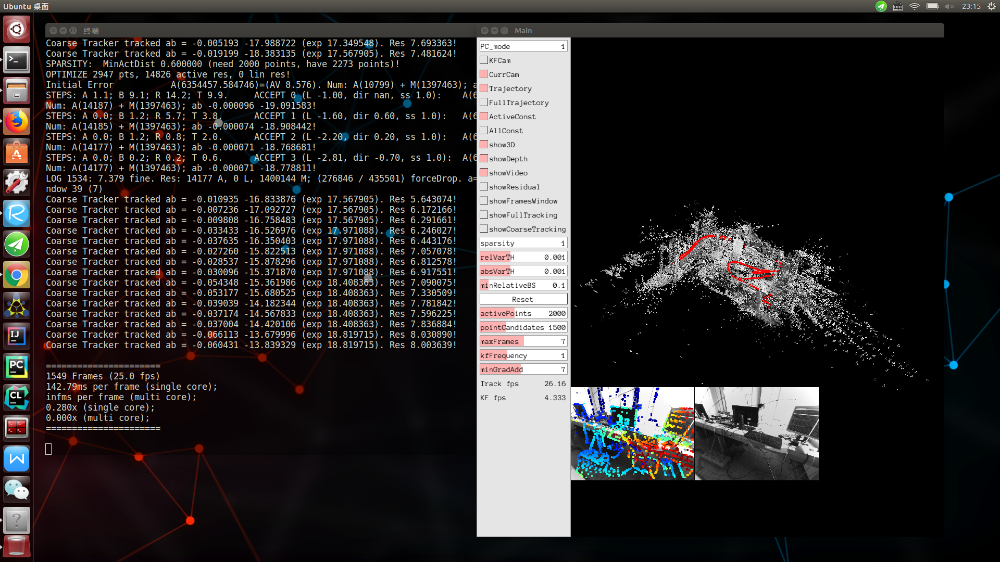 Ubuntu 桌面
23:15
终端
Coarse Tracker tracked ab = -0.005193 -17.988722 (exp 17.349548). Res 7.693363!
Coarse Tracker tracked ab = -0.019199 -18.383135 (exp 17.567905). Res 7.481624!
SPARSITY:  MinActDist 0.600000 (need 2000 points, have 2273 points)!
OPTIMIZE 2947 pts, 14826 active res, 0 lin res!
Initial Error           A(6354457.584746)=(AV 8.576). Num: A(10799) + M(1397463); a
STEPS: A 1.1; B 9.1; R 14.2; T 9.9.     ACCEPT 0 (L -1.00, dir nan, ss 1.0):   A(6
Num: A(14187) + M(1397463); ab -0.000096 -19.091583!
STEPS: A 0.0; B 1.2; R 5.7; T 3.8.      ACCEPT 1 (L -1.60, dir 0.60, ss 1.0):   A(6
Num: A(14185) + M(1397463); ab -0.000074 -18.908442!
STEPS: A 0.0; B 1.2; R 0.8; T 2.0.      ACCEPT 2 (L -2.20, dir 0.20, ss 1.0):   A(6
Num: A(14177) + M(1397463); ab -0.000071 -18.768681!
STEPS: A 0.0; B 0.2; R 0.2; T 0.6.      ACCEPT 3 (L -2.81, dir -0.70, ss 1.0):  A(6
Num: A(14177) + M(1397463); ab -0.000071 -18.778811!
LOG 1534: 7.379 fine. Res: 14177 A, 0 L, 1400144 M; (276846 / 435501) forceDrop. a=
ndow 39 (7)
Coarse Tracker tracked ab = -0.010935 -16.833876 (exp 17.567905). Res 5.643074!
Coarse Tracker tracked ab = -0.007236 -17.092727 (exp 17.567905). Res 6.172166!
Coarse Tracker tracked ab = -0.009808 -16.758483 (exp 17.567905). Res 6.291661!
Coarse Tracker tracked ab = -0.033433 -16.526976 (exp 17.971088). Res 6.246027!
Coarse Tracker tracked ab = -0.037635 -16.350403 (exp 17.971088). Res 6.443176!
Coarse Tracker tracked ab = -0.027260 -15.822513 (exp 17.971088). Res 7.057078!
Coarse Tracker tracked ab = -0.028537 -15.878296 (exp 17.971088). Res 6.812578!
Coarse Tracker tracked ab = -0.030096 -15.371870 (exp 17.971088). Res 6.917551!
Coarse Tracker tracked ab = -0.054348 -15.361986 (exp 18.408363). Res 7.090075!
Coarse Tracker tracked ab = -0.053177 -15.680525 (exp 18.408363). Res 7.330509!
Coarse Tracker tracked ab = -0.039039 -14.182344 (exp 18.408363). Res 7.781842!
Coarse Tracker tracked ab = -0.037174 -14.567833 (exp 18.408363). Res 7.596225!
Coarse Tracker tracked ab = -0.037004 -14.420106 (exp 18.408363). Res 7.836884!
Coarse Tracker tracked ab = -0.066113 -13.679996 (exp 18.819715). Res 8.030890!
Coarse Tracker tracked ab = -0.060431 -13.839329 (exp 18.819715). Res 8.003639!
======================
1549 Frames (25.0 fps)
142.79ms per frame (single core);
infms per frame (multi core);
0.280x (single core);
0.000x (multi core);
======================
Main
PC_mode 1
KFCam
CurrCam
Trajectory
FullTrajectory
ActiveConst
AllConst
show3D
showDepth
showVideo
showResidual
showFramesWindow
showFullTracking
showCoarseTracking
sparsity 1
relVarTH 0.001
absVarTH 0.001
minRelativeBS 0.1
Reset
activePoints 2000
pointCandidates 1500
maxFrames 7
kfFrequency 1
minGradAdd 7
Track fps 26.16
KF fps 4.333
IJ
PC
CL